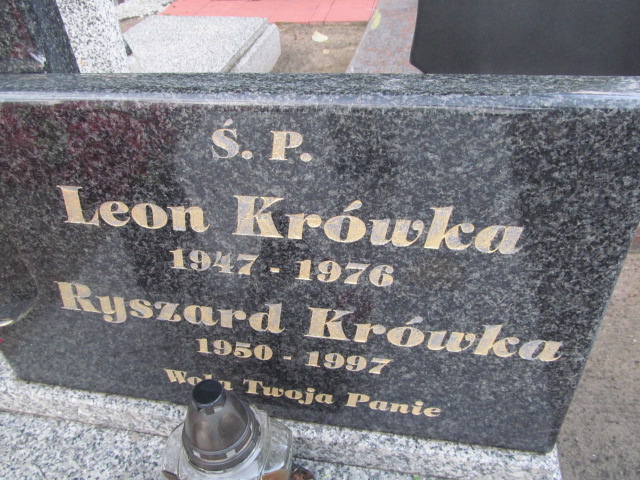 Ś. P.
Leon Krówka
1947 - 1976
Ryszard Krówka
1950 - 1997
Wola Twoja Panie